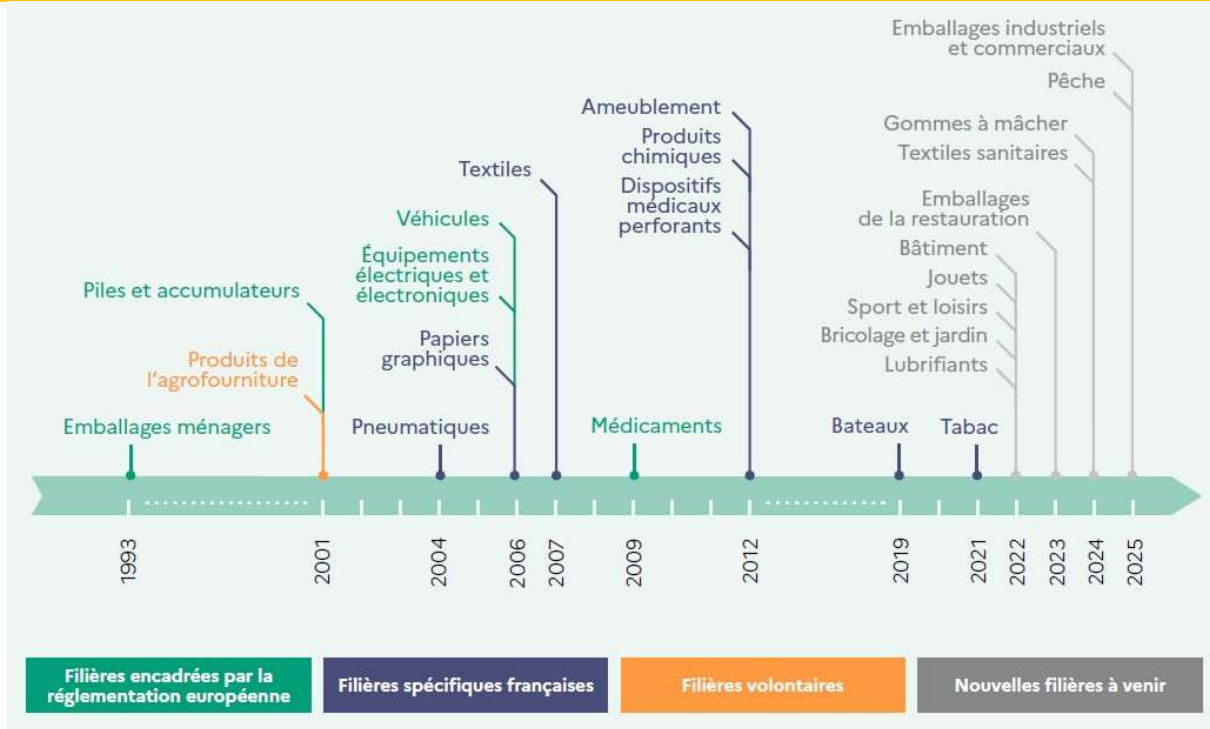 Emballages industriels
et commerciaux
Pêche
Ameublement
Gommes à mâcher
Produits
chimiques
Textiles sanitaires
Textiles
Dispositifs
médicaux
perforants
Emballages
de la restauration
Véhicules
Bâtiment
Équipements
électriques et
électroniques
Jouets
Piles et accumulateurs
Sport et loisirs
Papiers
graphiques
Bricolage et jardin
Produits de
l'agrofourniture
Lubrifiants
Emballages ménagers
Pneumatiques
Médicaments
Bateaux
Tabac
1993
2001
2004
2006
2007
2009
2012
2019
2021
2022
2023
2024
2025
Filières encadrées par la
réglementation européenne
Filières spécifiques françaises
Filières volontaires
Nouvelles filières à venir